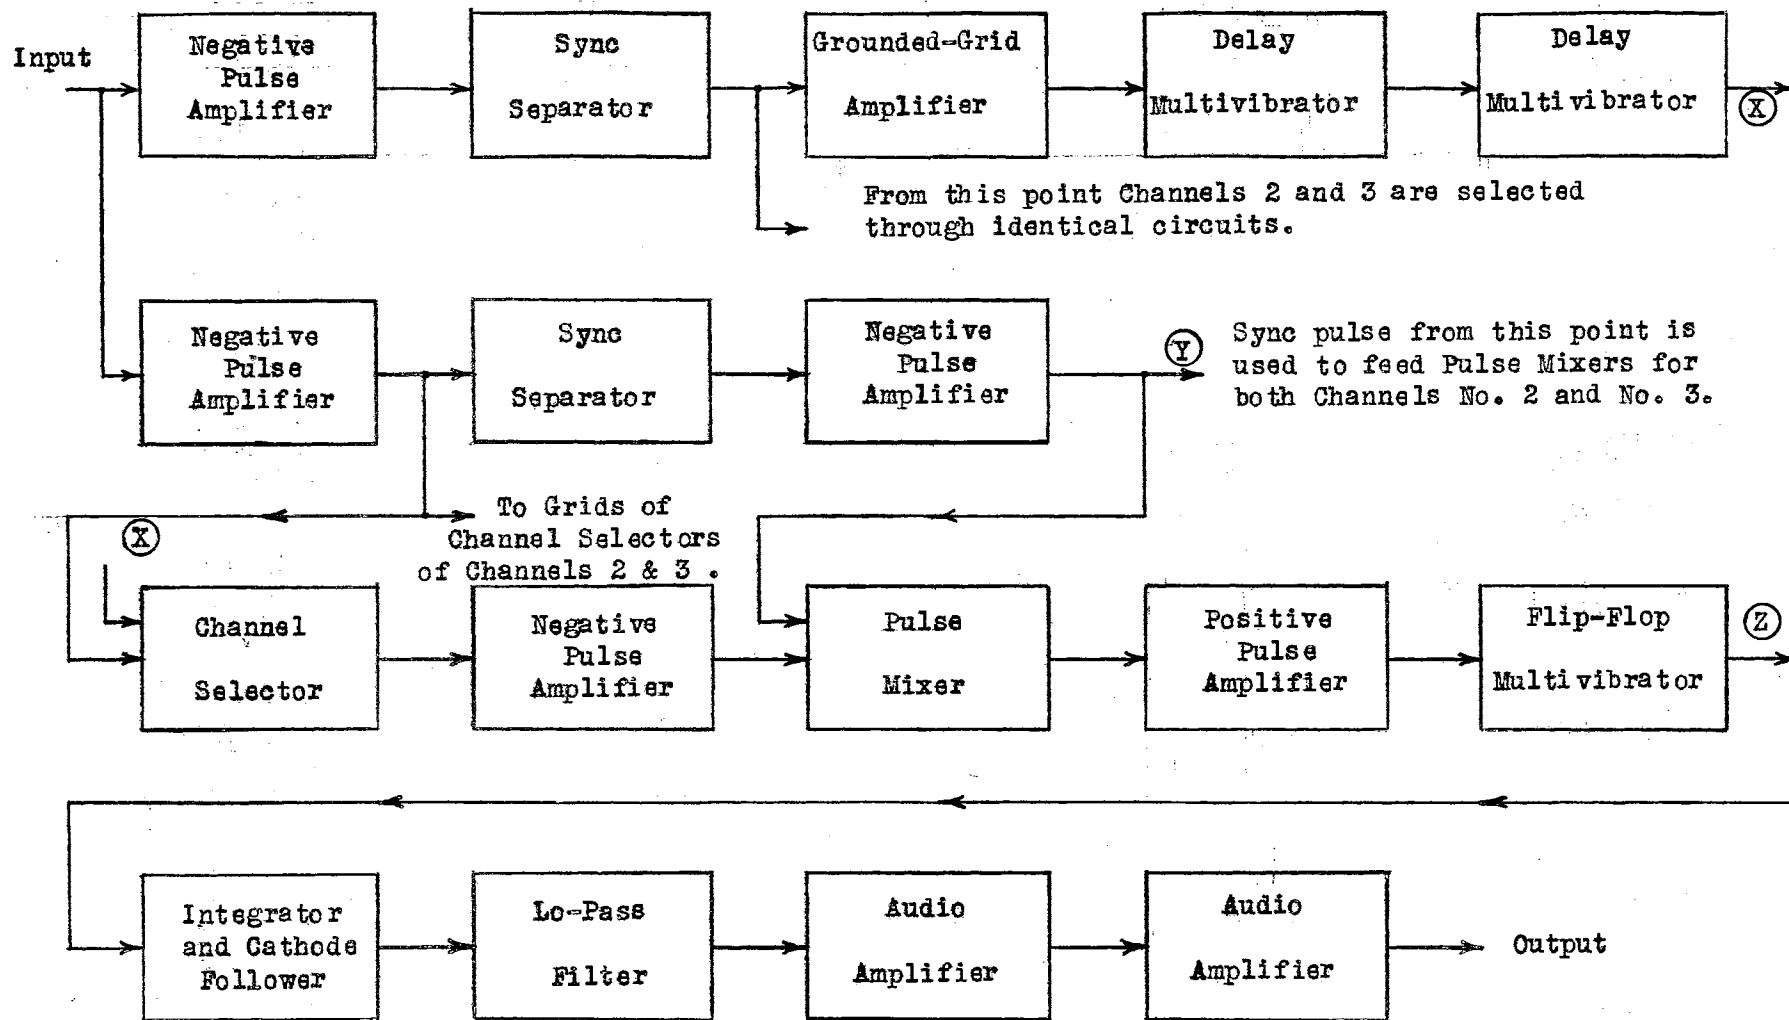 Input
Negative
Pulse
Amplifier
Sync
Separator
Grounded-Grid
Amplifier
Delay
Multivibrator
Delay
Multivibrator
X
From this point Channels 2 and 3 are selected
through identical circuits.
Negative
Pulse
Amplifier
Sync
Separator
Negative
Pulse
Amplifier
Y
Sync pulse from this point is
used to feed Pulse Mixers for
both Channels No. 2 and No. 3.
X
To Grids of
Channel Selectors
of Channels 2 & 3 .
Channel
Selector
Negative
Pulse
Amplifier
Pulse
Mixer
Positive
Pulse
Amplifier
Flip-Flop
Multivibrator
Z
Integrator
and Cathode
Follower
Lo-Pass
Filter
Audio
Amplifier
Audio
Amplifier
Output